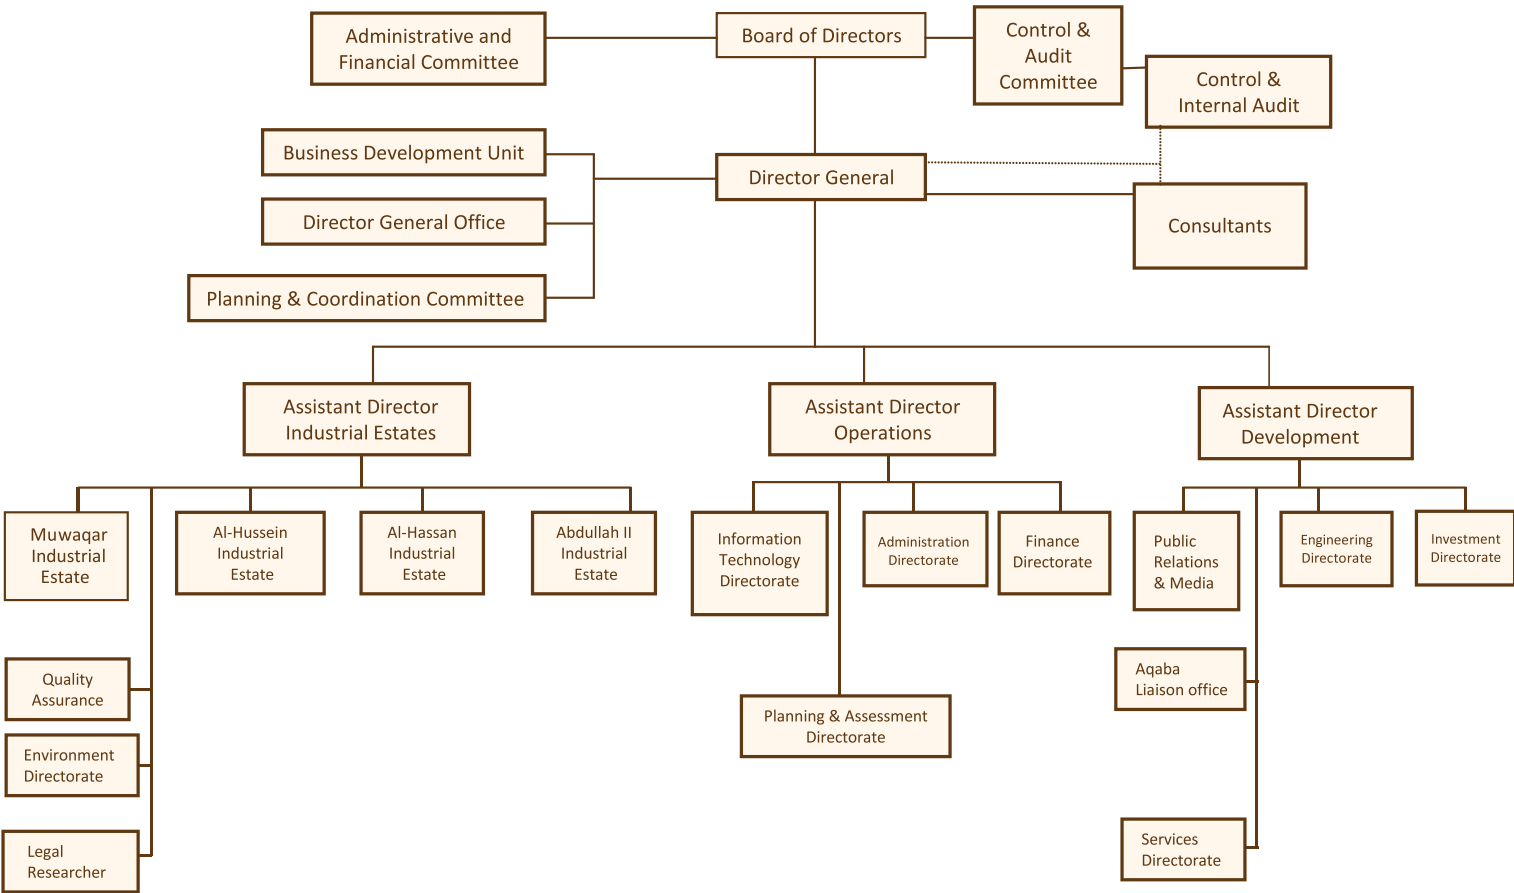 Administrative and
Financial Committee
Board of Directors
Control &
Audit
Committee
Control &
Internal Audit
Business Development Unit
Director General
Director General Office
Consultants
Planning & Coordination Committee
Assistant Director
Industrial Estates
Assistant Director
Operations
Assistant Director
Development
Muwaqar
Industrial
Estate
Al-Hussein
Industrial
Estate
Al-Hassan
Industrial
Estate
Abdullah II
Industrial
Estate
Information
Technology
Directorate
Administration
Directorate
Finance
Directorate
Public
Relations
& Media
Engineering
Directorate
Investment
Directorate
Quality
Assurance
Environment
Directorate
Legal
Researcher
Planning & Assessment
Directorate
Aqaba
Liaison office
Services
Directorate